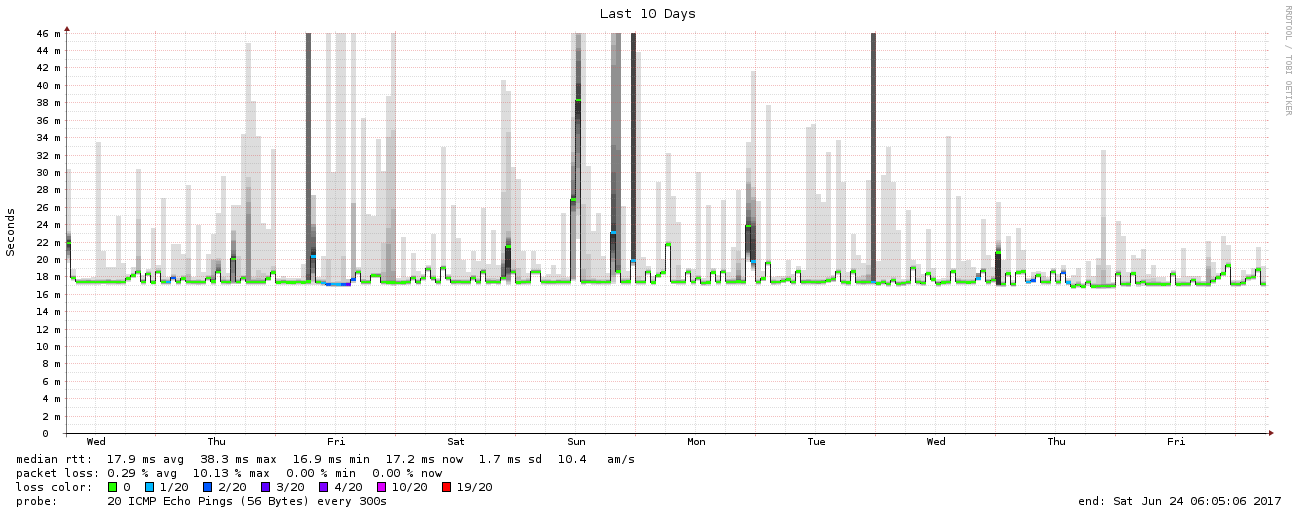 Last 10 Days
RRDTOOL / TOBI OETIKER
Seconds
46 m
44 m
42 m
40 m
38 m
36 m
34 m
32 m
30 m
28 m
26 m
24 m
22 m
20 m
18 m
16 m
14 m
12 m
10 m
8 m
6 m
4 m
2 m
0
Wed Thu Fri Sat Sun Mon Tue Wed Thu Fri
median rtt: 17.9 ms avg 38.3 ms max 16.9 ms min 17.2 ms now 1.7 ms sd 10.4 am/s
packet loss: 0.29 % avg 10.13 % max 0.00 % min 0.00 % now
loss color: 0 1/20 2/20 3/20 4/20 10/20 19/20
probe: 20 ICMP Echo Pings (56 Bytes) every 300s end: Sat Jun 24 06:05:06 2017